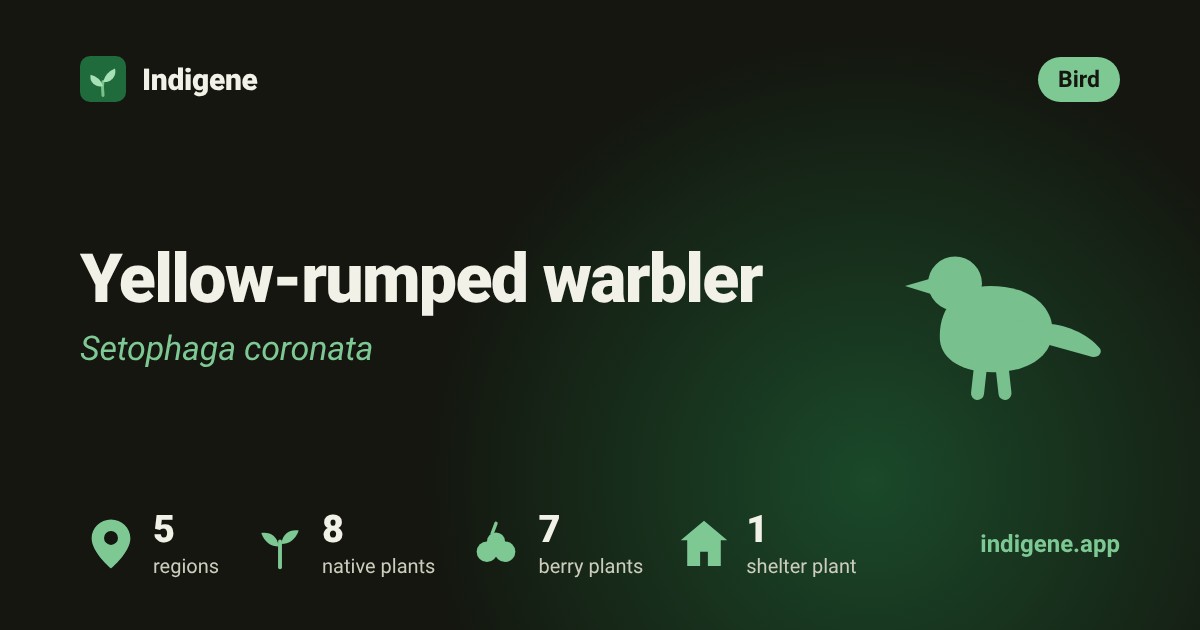 Indigene
Bird
Yellow-rumped warbler
Setophaga coronata
5
regions
8
native plants
7
berry plants
1
shelter plant
indigene.app